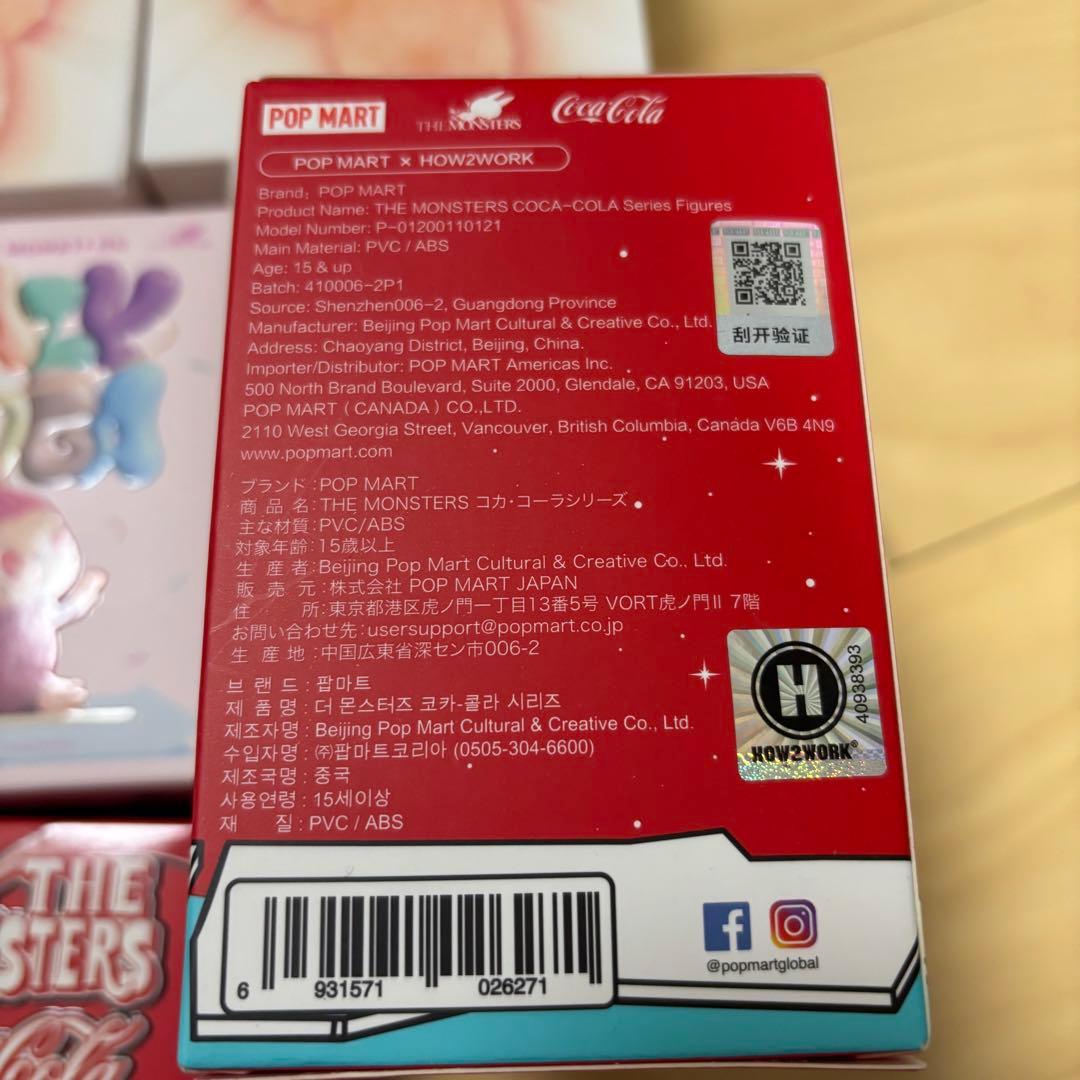 POP MART
THE MONSTERS
Coca-Cola
POP MART × HOW2WORK
Brand: POP MART
Product Name: THE MONSTERS COCA-COLA Series Figures
Model Number: P-01200110121
Main Material: PVC / ABS
Age: 15 & up
Batch: 410006-2P1
Source: Shenzhen006-2, Guangdong Province
Manufacturer: Beijing Pop Mart Cultural & Creative Co., Ltd.
Address: Chaoyang District, Beijing, China.
Importer/Distributor: POP MART Americas Inc.
500 North Brand Boulevard, Suite 2000, Glendale, CA 91203, USA
POP MART ( CANADA ) CO.,LTD.
2110 West Georgia Street, Vancouver, British Columbia, Canada V6B 4N9
www.popmart.com
刮开验证
ブランド:POP MART
商品名:THE MONSTERS コカ・コーラシリーズ
主な材質:PVC/ABS
対象年齢:15歳以上
生産者:Beijing Pop Mart Cultural & Creative Co., Ltd.
販売元:株式会社 POP MART JAPAN
住所:東京都港区虎ノ門一丁目13番5号 VORT虎ノ門II 7階
お問い合わせ先:usersupport@popmart.co.jp
生産地:中国広東省深セン市006-2
브랜드 : 팝마트
제품명 : 더 몬스터즈 코카-콜라 시리즈
제조자명 : Beijing Pop Mart Cultural & Creative Co., Ltd.
수입자명 : ㈜팝마트코리아 (0505-304-6600)
제조국명 : 중국
사용연령 : 15세이상
재질 : PVC / ABS
H
HOW2WORK®
40938393
6 931571 026271
@popmartglobal
THE
STERS
Cola